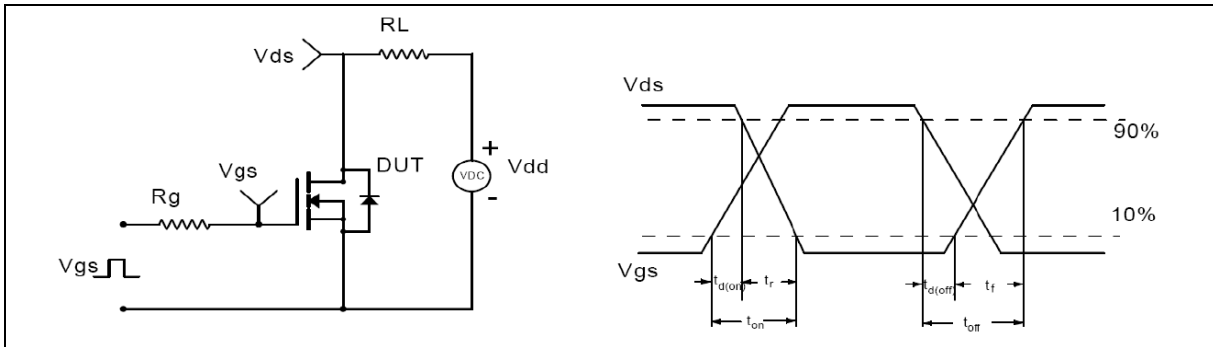 RL
Vds
Vgs
DUT
Rg
+
VDC
Vdd
-
Vgs
Vds
90%
10%
Vgs
td(on)
tr
td(off)
tf
ton
toff